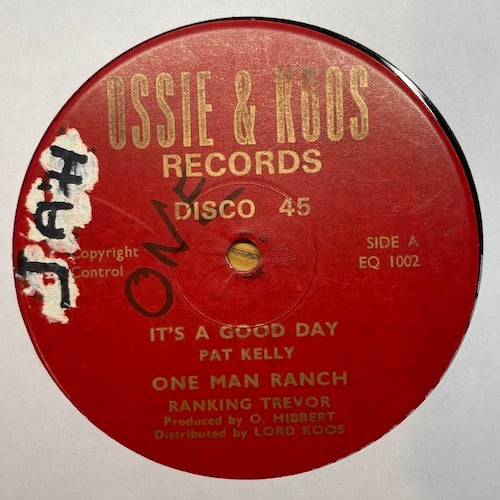 OSSIE & KOOS
RECORDS
DISCO 45
JAH
ONE
Copyright
Control
SIDE A
EQ 1002
IT'S A GOOD DAY
PAT KELLY
ONE MAN RANCH
RANKING TREVOR
Produced by O. HIBBERT
Distributed by LORD KOOS